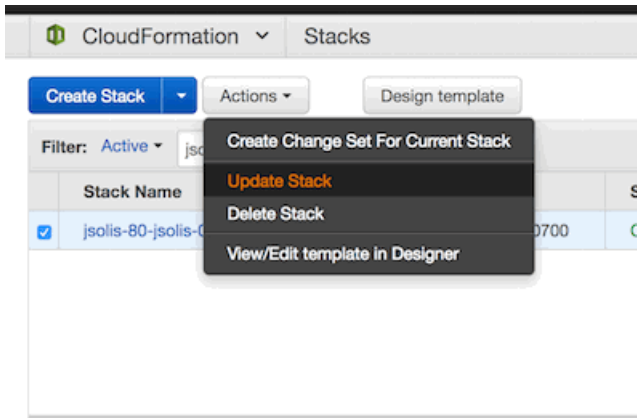 CloudFormation Stacks
Create Stack Actions Design template
Filter: Active jso
Create Change Set For Current Stack
Stack Name S
Update Stack
Delete Stack
jsolis-80-jsolis- 0700
View/Edit template in Designer